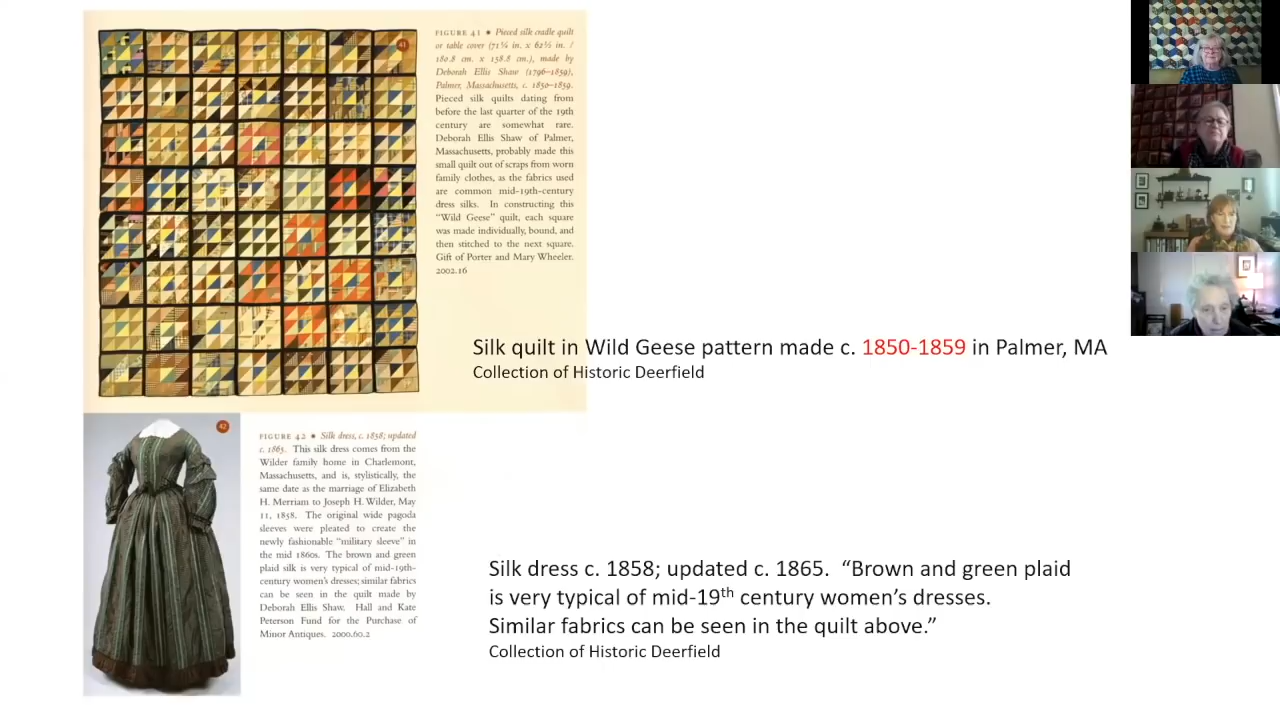 41
FIGURE 41 • Pieced silk cradle quilt
or table cover (71¼ in. x 62½ in. /
180.8 cm. x 158.8 cm.), made by
Deborah Ellis Shaw (1796–1859),
Palmer, Massachusetts, c. 1850–1859.
Pieced silk quilts dating from
before the last quarter of the 19th
century are somewhat rare.
Deborah Ellis Shaw of Palmer,
Massachusetts, probably made this
small quilt out of scraps from worn
family clothes, as the fabrics used
are common mid-19th-century
dress silks. In constructing this
“Wild Geese” quilt, each square
was made individually, bound, and
then stitched to the next square.
Gift of Porter and Mary Wheeler.
2002.16
Silk quilt in Wild Geese pattern made c. 1850-1859 in Palmer, MA
Collection of Historic Deerfield
42
FIGURE 42 • Silk dress, c. 1858; updated
c. 1865. This silk dress comes from the
Wilder family home in Charlemont,
Massachusetts, and is, stylistically, the
same date as the marriage of Elizabeth
H. Merriam to Joseph H. Wilder, May
11, 1858. The original wide pagoda
sleeves were pleated to create the
newly fashionable “military sleeve” in
the mid 1860s. The brown and green
plaid silk is very typical of mid-19th-
century women’s dresses; similar fabrics
can be seen in the quilt made by
Deborah Ellis Shaw. Hall and Kate
Peterson Fund for the Purchase of
Minor Antiques. 2000.60.2
Silk dress c. 1858; updated c. 1865. “Brown and green plaid
is very typical of mid-19th century women’s dresses.
Similar fabrics can be seen in the quilt above.”
Collection of Historic Deerfield